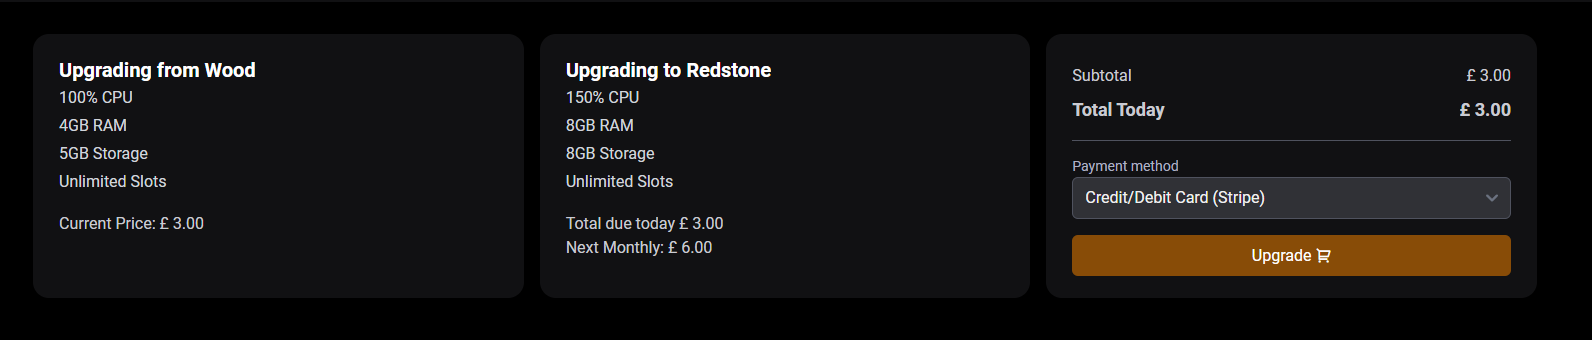 Upgrading from Wood
100% CPU
4GB RAM
5GB Storage
Unlimited Slots
Current Price: £ 3.00
Upgrading to Redstone
150% CPU
8GB RAM
8GB Storage
Unlimited Slots
Total due today £ 3.00
Next Monthly: £ 6.00
Subtotal £ 3.00
Total Today £ 3.00
Payment method
Credit/Debit Card (Stripe)
Upgrade